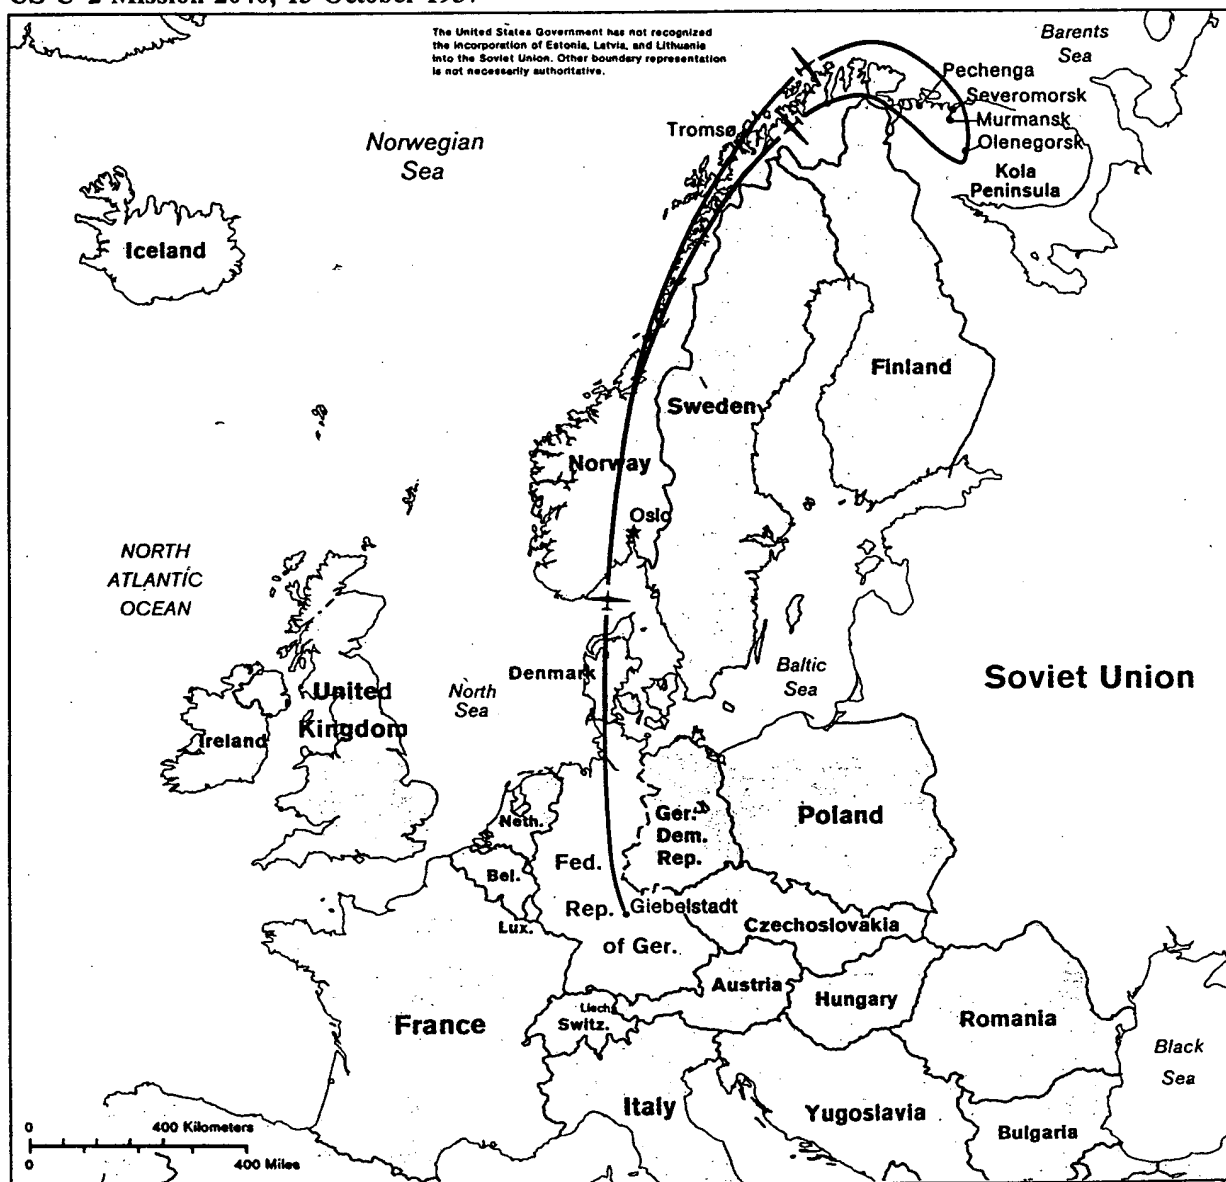 The United States Government has not recognized
the incorporation of Estonia, Latvia, and Lithuania
into the Soviet Union. Other boundary representation
is not necessarily authoritative.
Barents
Sea
Pechenga
Severomorsk
Murmansk
Olenegorsk
Kola
Peninsula
Tromsø
Norwegian
Sea
Iceland
Finland
Sweden
Norway
Oslo
NORTH
ATLANTIC
OCEAN
Denmark
Baltic
Sea
Soviet Union
North
Sea
United
Kingdom
Ireland
Neth.
Ger.
Dem.
Rep.
Poland
Fed.
Rep.
of Ger.
Bel.
Lux.
Giebelstadt
Czechoslovakia
Austria
Hungary
Liech.
Switz.
France
Romania
Black
Sea
Italy
Yugoslavia
Bulgaria
0 400 Kilometers
0 400 Miles